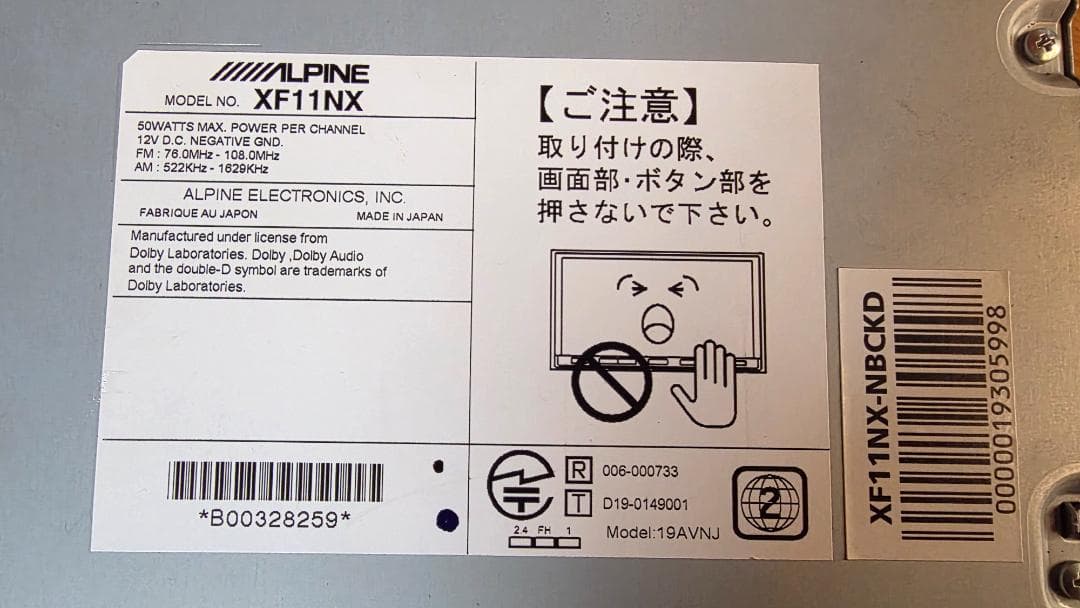 ALPINE
MODEL NO. XF11NX
50WATTS MAX. POWER PER CHANNEL
12V D.C. NEGATIVE GND.
FM : 76.0MHz - 108.0MHz
AM : 522KHz - 1629KHz
ALPINE ELECTRONICS, INC.
FABRIQUE AU JAPON MADE IN JAPAN
Manufactured under license from
Dolby Laboratories. Dolby ,Dolby Audio
and the double-D symbol are trademarks of
Dolby Laboratories.
*B00328259*
【ご注意】
取り付けの際、
画面部・ボタン部を
押さないで下さい。
R 006-000733
T D19-0149001
2.4 FH 1
Model:19AVNJ
2
XF11NX-NBCKD
0000019305998